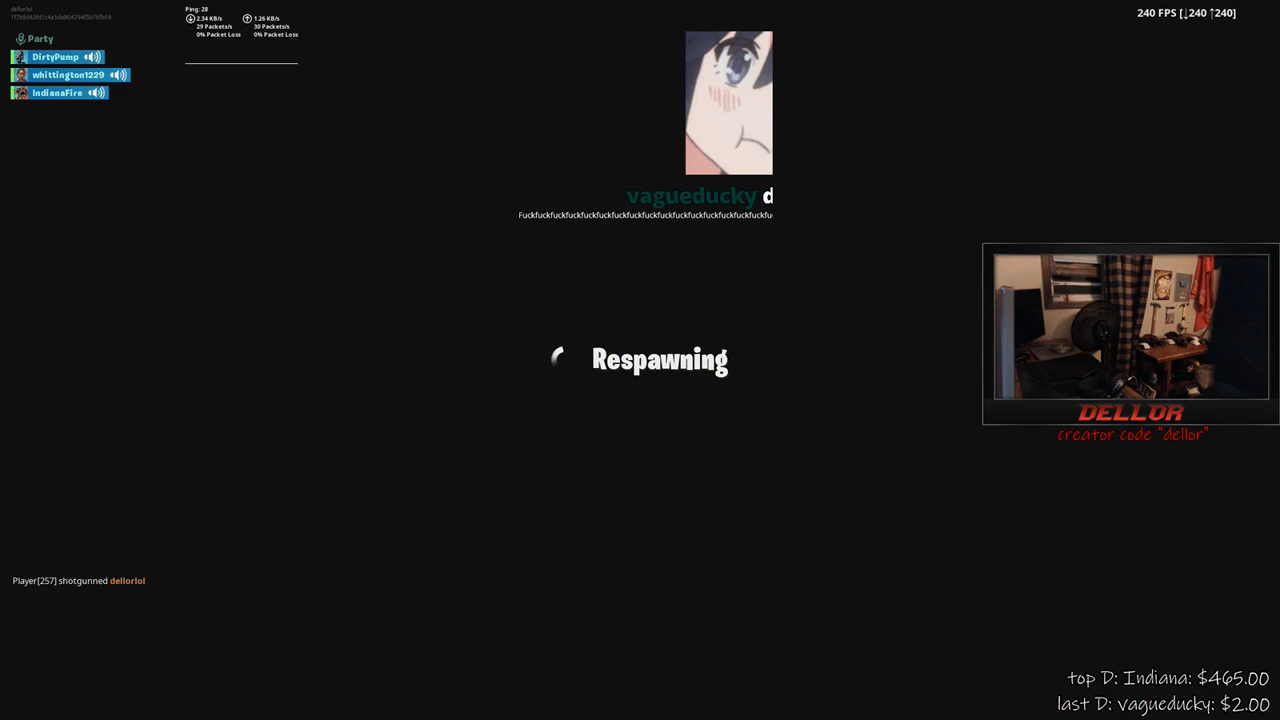 dellorlol
Ping: 28
2.34 KB/s
1.26 KB/s
29 Packets/s
30 Packets/s
0% Packet Loss
0% Packet Loss
240 FPS [↓240 ↑240]
Party
DirtyPump
whittington1229
IndianaFire
vagueducky d
Fuckfuckfuckfuckfuckfuckfuckfuckfuckfuckfuckfuckfuckfuckfuckfuckfu
Respawning
DELLOR
creator code "dellor"
Player[257] shotgunned dellorlol
top D: Indiana: $465.00
last D: vagueducky: $2.00